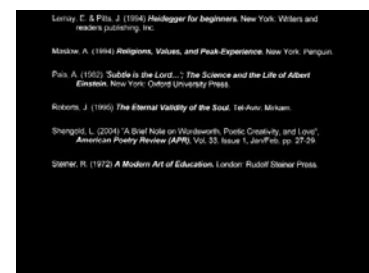 Lemay, E. & Pitts, J. (1994) Heidegger for beginners. New York: Writers and
readers publishing, Inc.
Maslow, A. (1994) Religions, Values, and Peak-Experience. New York: Penguin.
Pais, A. (1982) 'Subtle is the Lord...'; The Science and the Life of Albert
Einstein. New York: Oxford University Press.
Roberts, J. (1995) The Eternal Validity of the Soul. Tel-Aviv: Mirkam.
Shengold, L. (2004) "A Brief Note on Wordsworth, Poetic Creativity, and Love",
American Poetry Review (APR), Vol. 33, Issue 1, Jan/Feb, pp. 27-29.
Steiner, R. (1972) A Modern Art of Education. London: Rudolf Steiner Press.